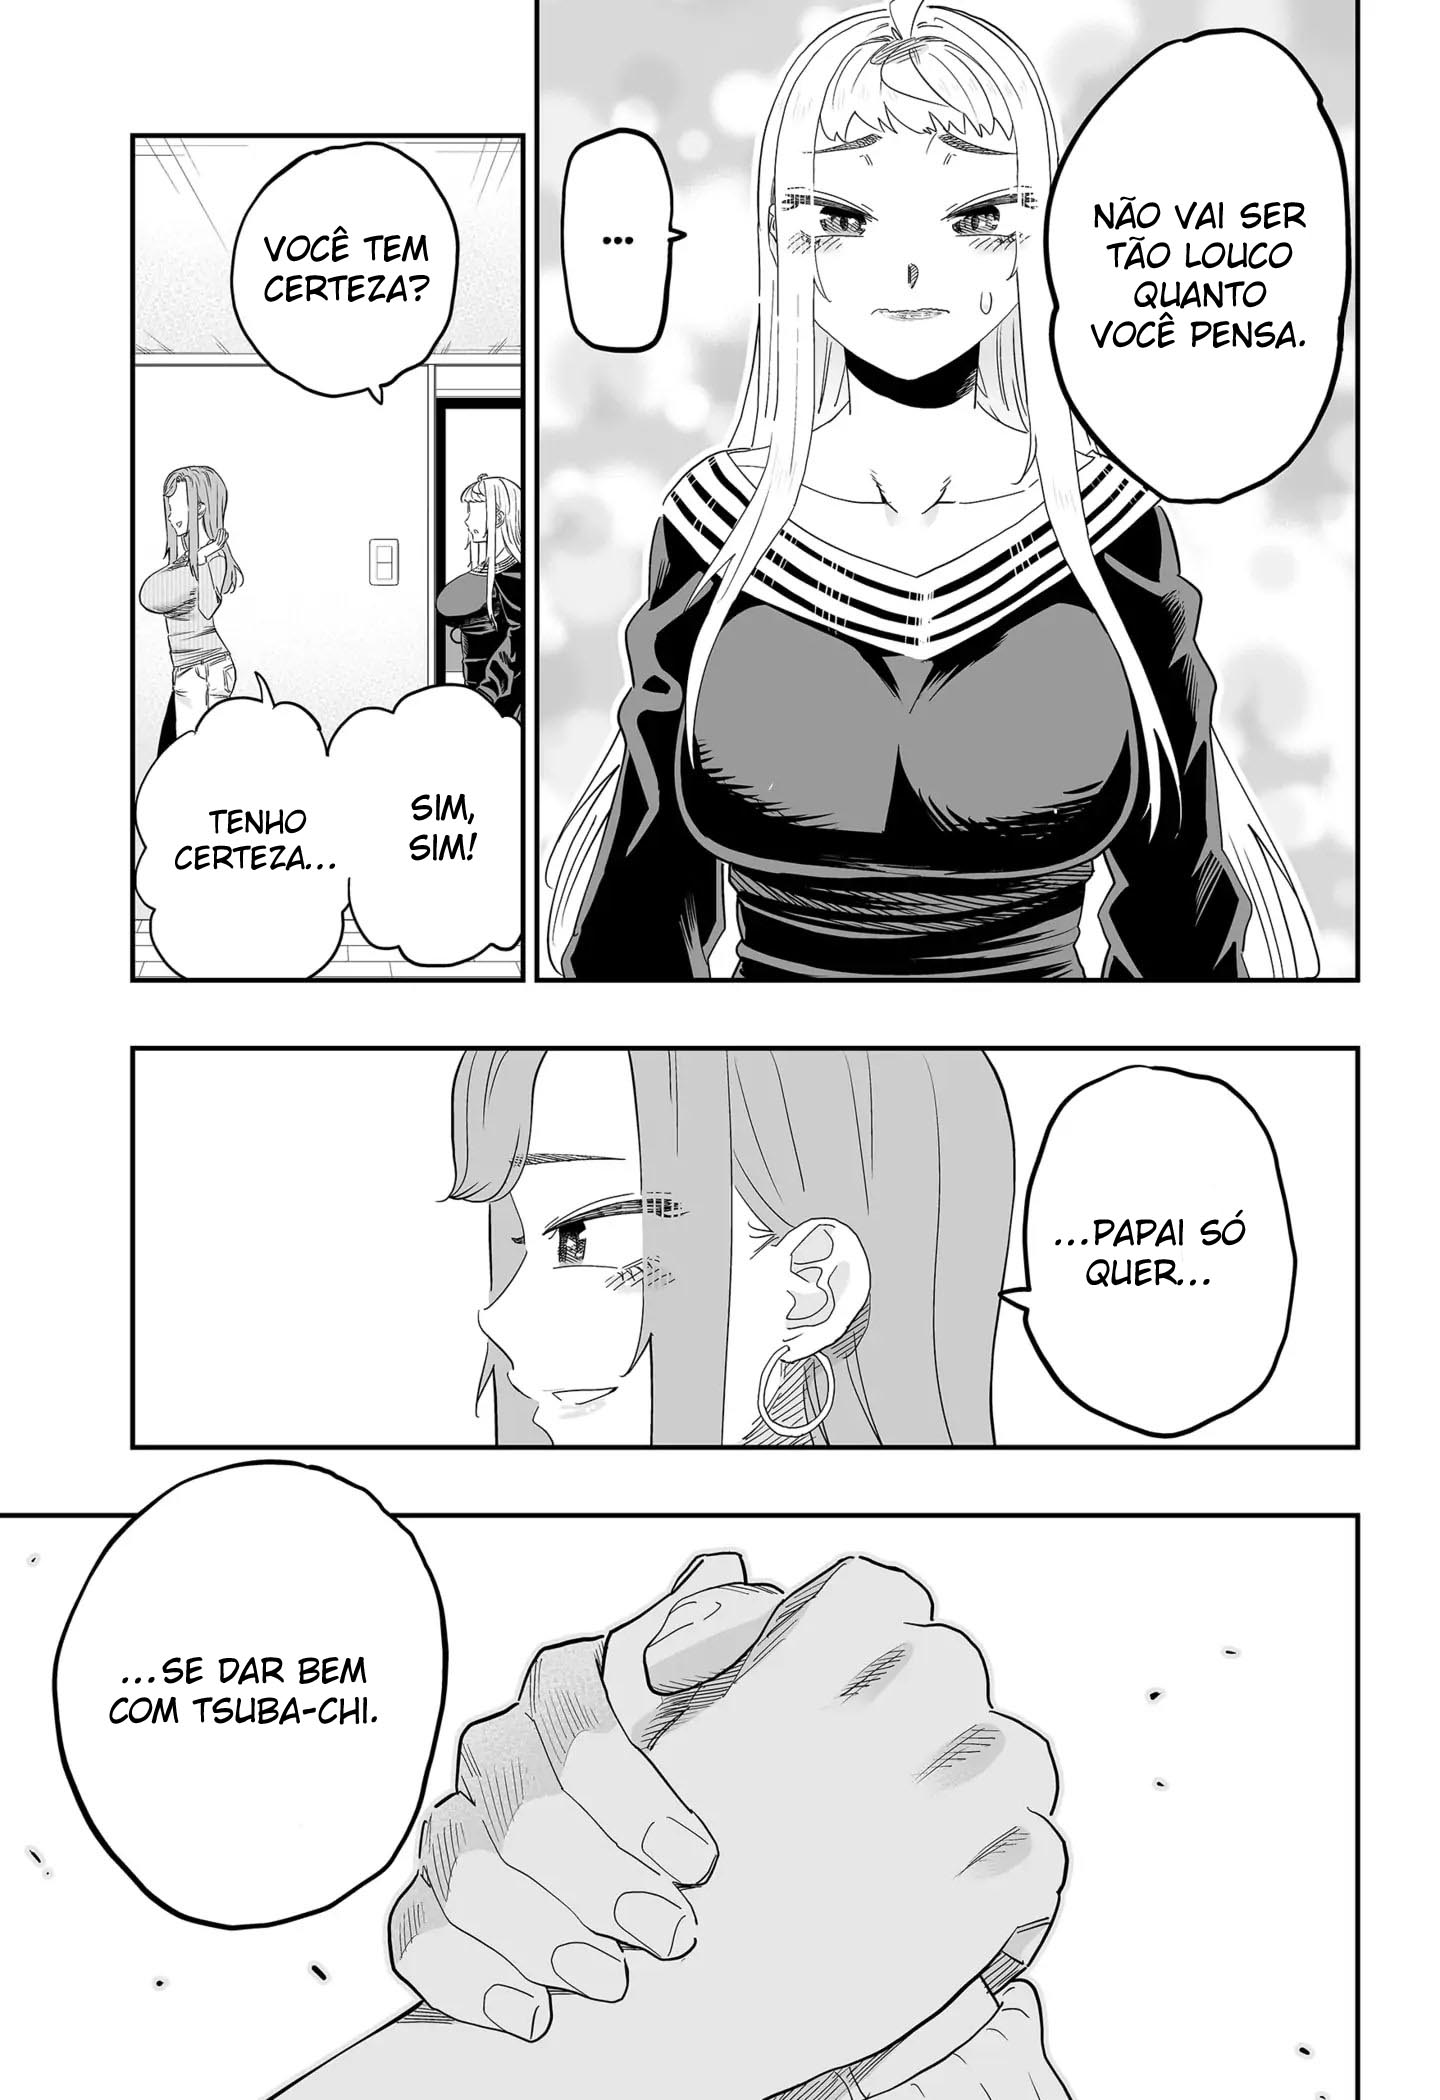 NÃO VAI SER
TÃO LOUCO
QUANTO
VOCÊ PENSA.
...
VOCÊ TEM
CERTEZA?
SIM,
SIM!
TENHO
CERTEZA...
...PAPAI SÓ
QUER...
...SE DAR BEM
COM TSUBA-CHI.